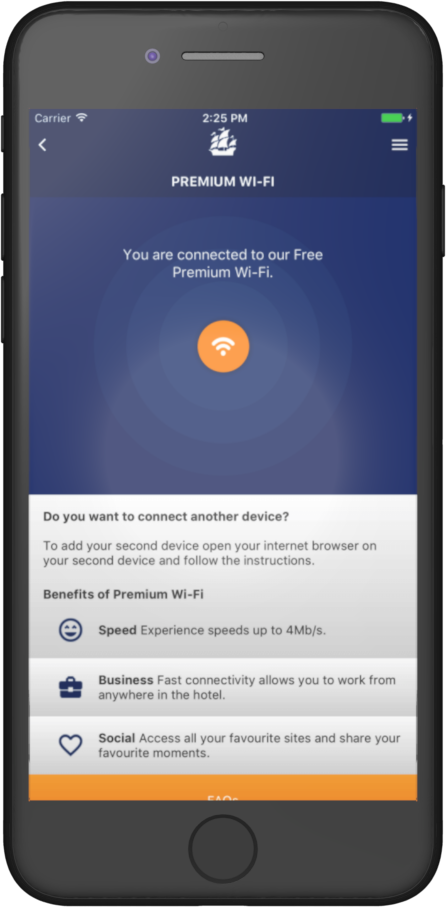 Carrier 2:25 PM
PREMIUM WI-FI
You are connected to our Free
Premium Wi-Fi.
Do you want to connect another device?
To add your second device open your internet browser on
your second device and follow the instructions.
Benefits of Premium Wi-Fi
Speed Experience speeds up to 4Mb/s.
Business Fast connectivity allows you to work from
anywhere in the hotel.
Social Access all your favourite sites and share your
favourite moments.
FAQs